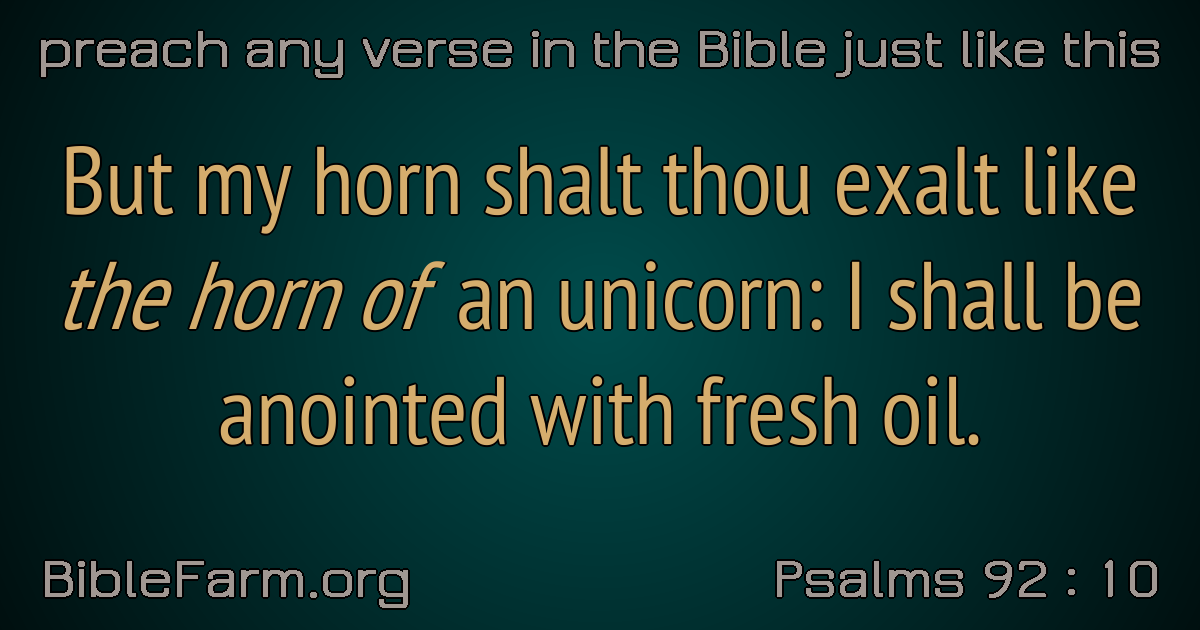 preach any verse in the Bible just like this
But my horn shalt thou exalt like
the horn of an unicorn: I shall be
anointed with fresh oil.
BibleFarm.org
Psalms 92 : 10